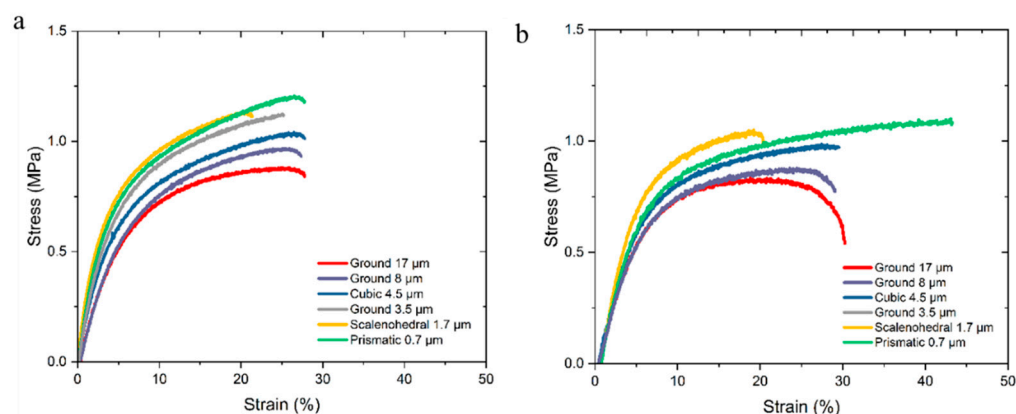 a
1.5
1.0
0.5
0.0
Stress (MPa)
0
10
20
30
40
50
Strain (%)
Ground 17 μm
Ground 8 μm
Cubic 4.5 μm
Ground 3.5 μm
Scalenohedral 1.7 μm
Prismatic 0.7 μm
b
1.5
1.0
0.5
0.0
Stress (MPa)
0
10
20
30
40
50
Strain (%)
Ground 17 μm
Ground 8 μm
Cubic 4.5 μm
Ground 3.5 μm
Scalenohedral 1.7 μm
Prismatic 0.7 μm